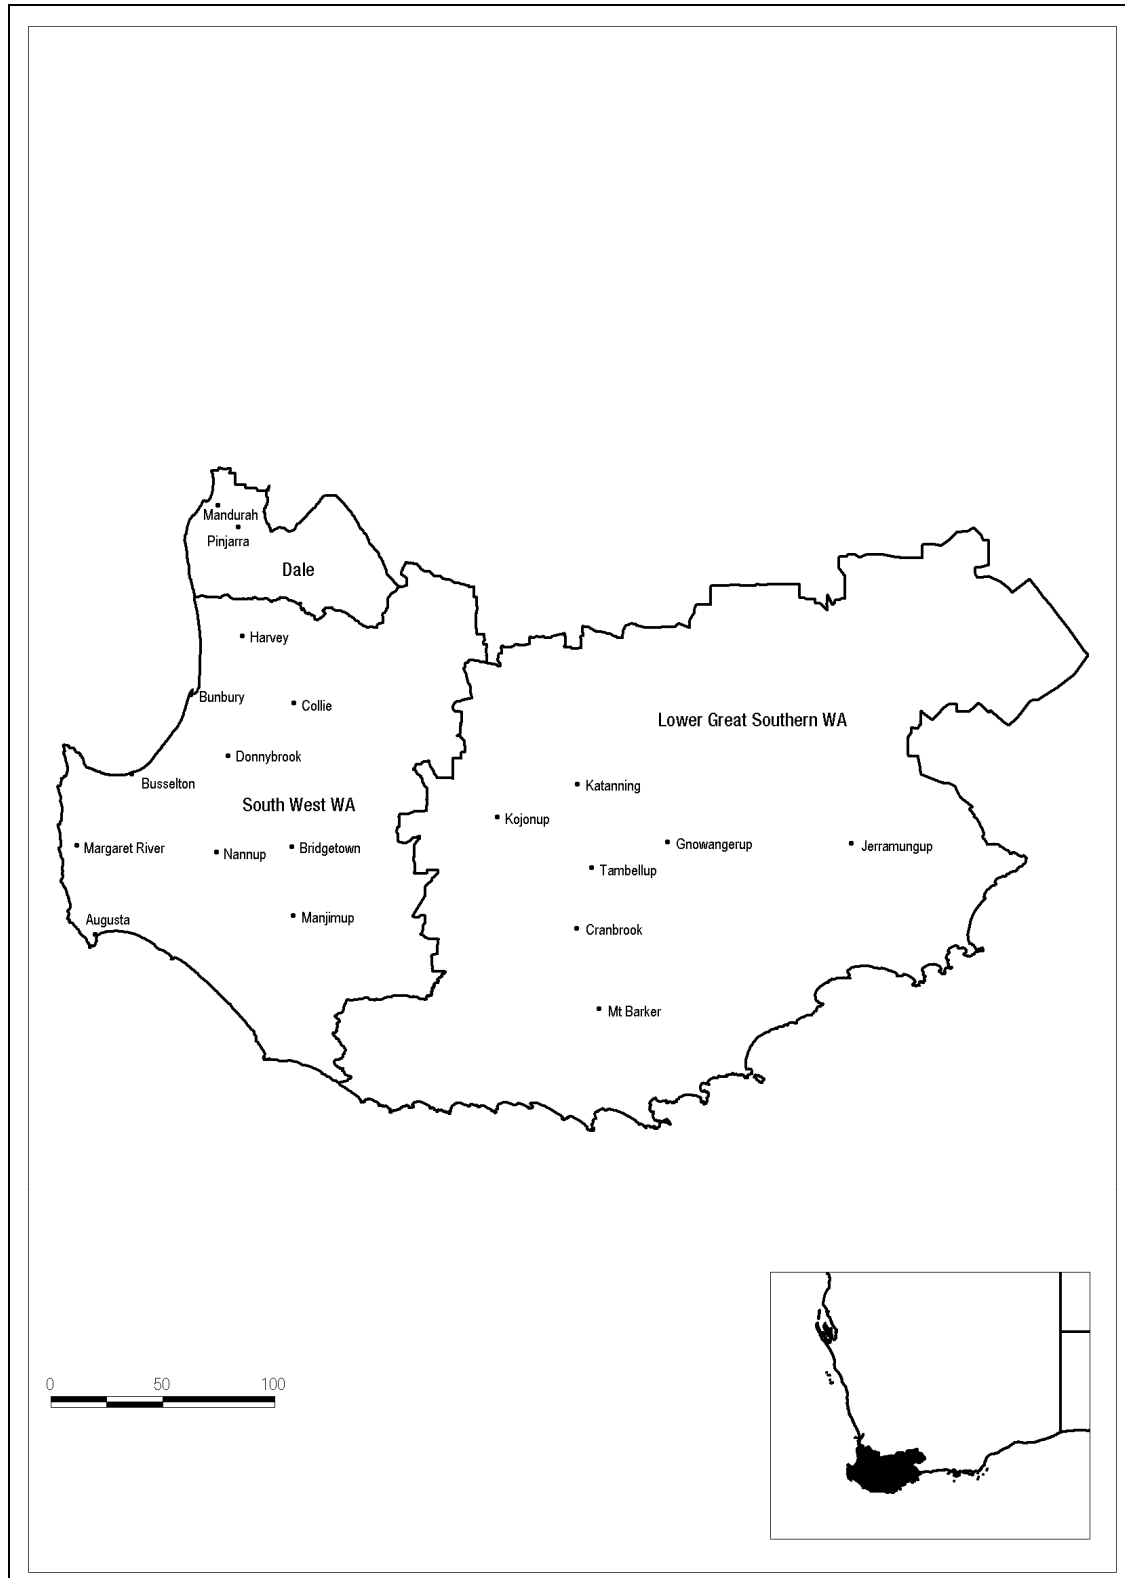 Mandurah
Pinjarra
Dale
Harvey
Bunbury
Collie
Lower Great Southern WA
Donnybrook
Busselton
Katanning
South West WA
Kojonup
Margaret River
Nannup
Bridgetown
Gnowangerup
Jerramungup
Tambellup
Augusta
Manjimup
Cranbrook
Mt Barker
0 50 100